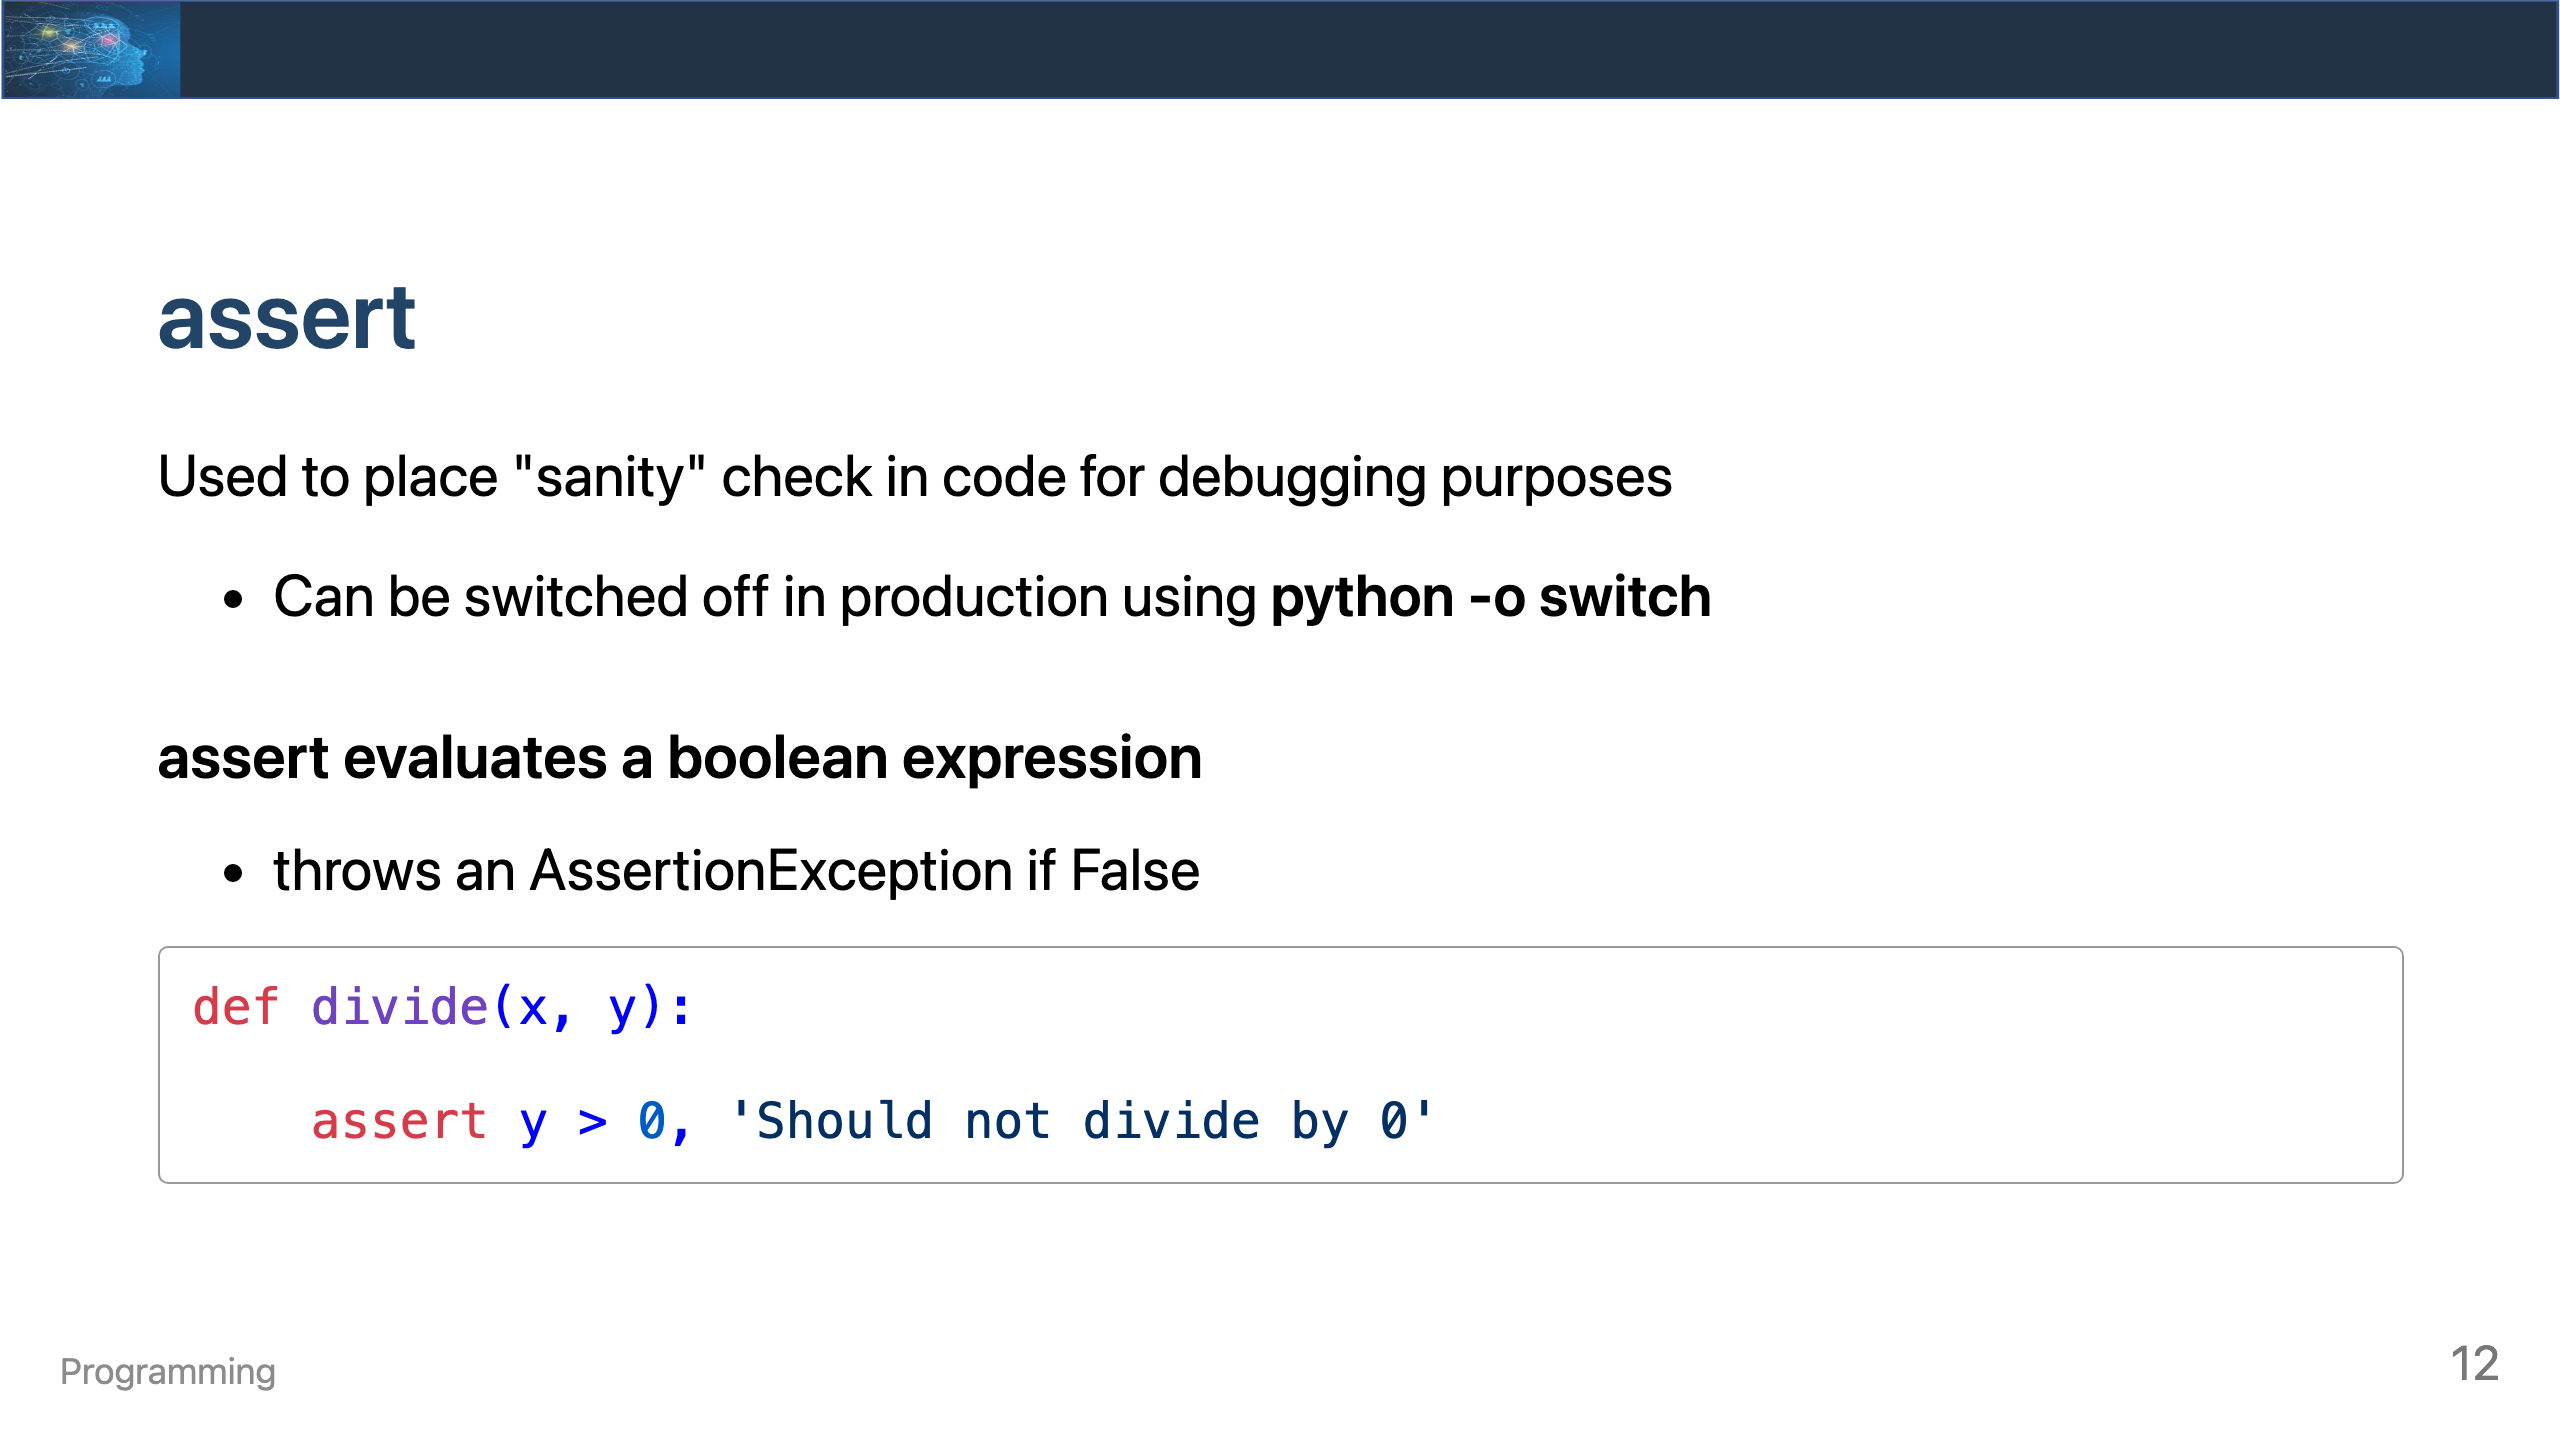 assert
Used to place "sanity" check in code for debugging purposes
• Can be switched off in production using python -o switch
assert evaluates a boolean expression
• throws an AssertionException if False
def divide(x, y):
    assert y > 0, 'Should not divide by 0'
Programming
12